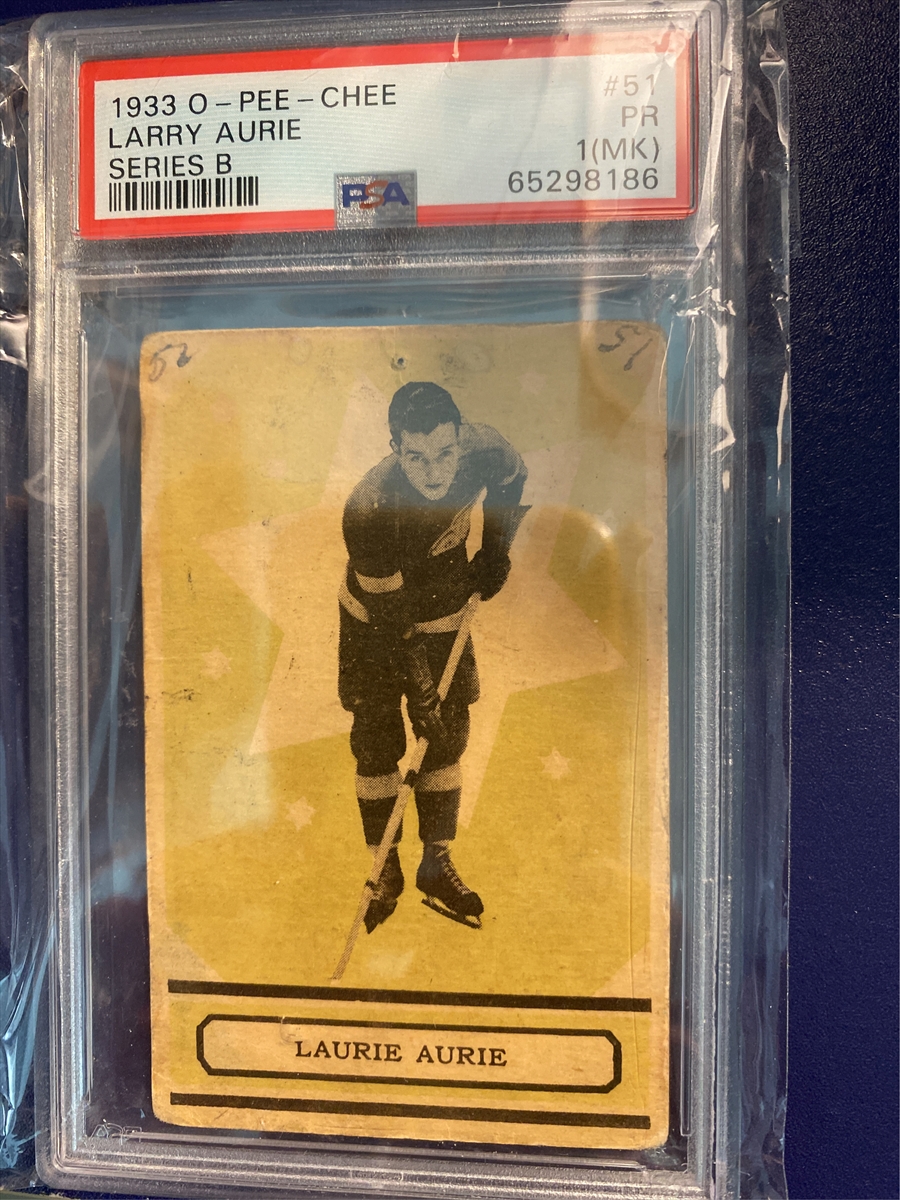 1933 O-PEE-CHEE #51
LARRY AURIE PR
SERIES B 1(MK)
PSA 65298186
52 51
LAURIE AURIE